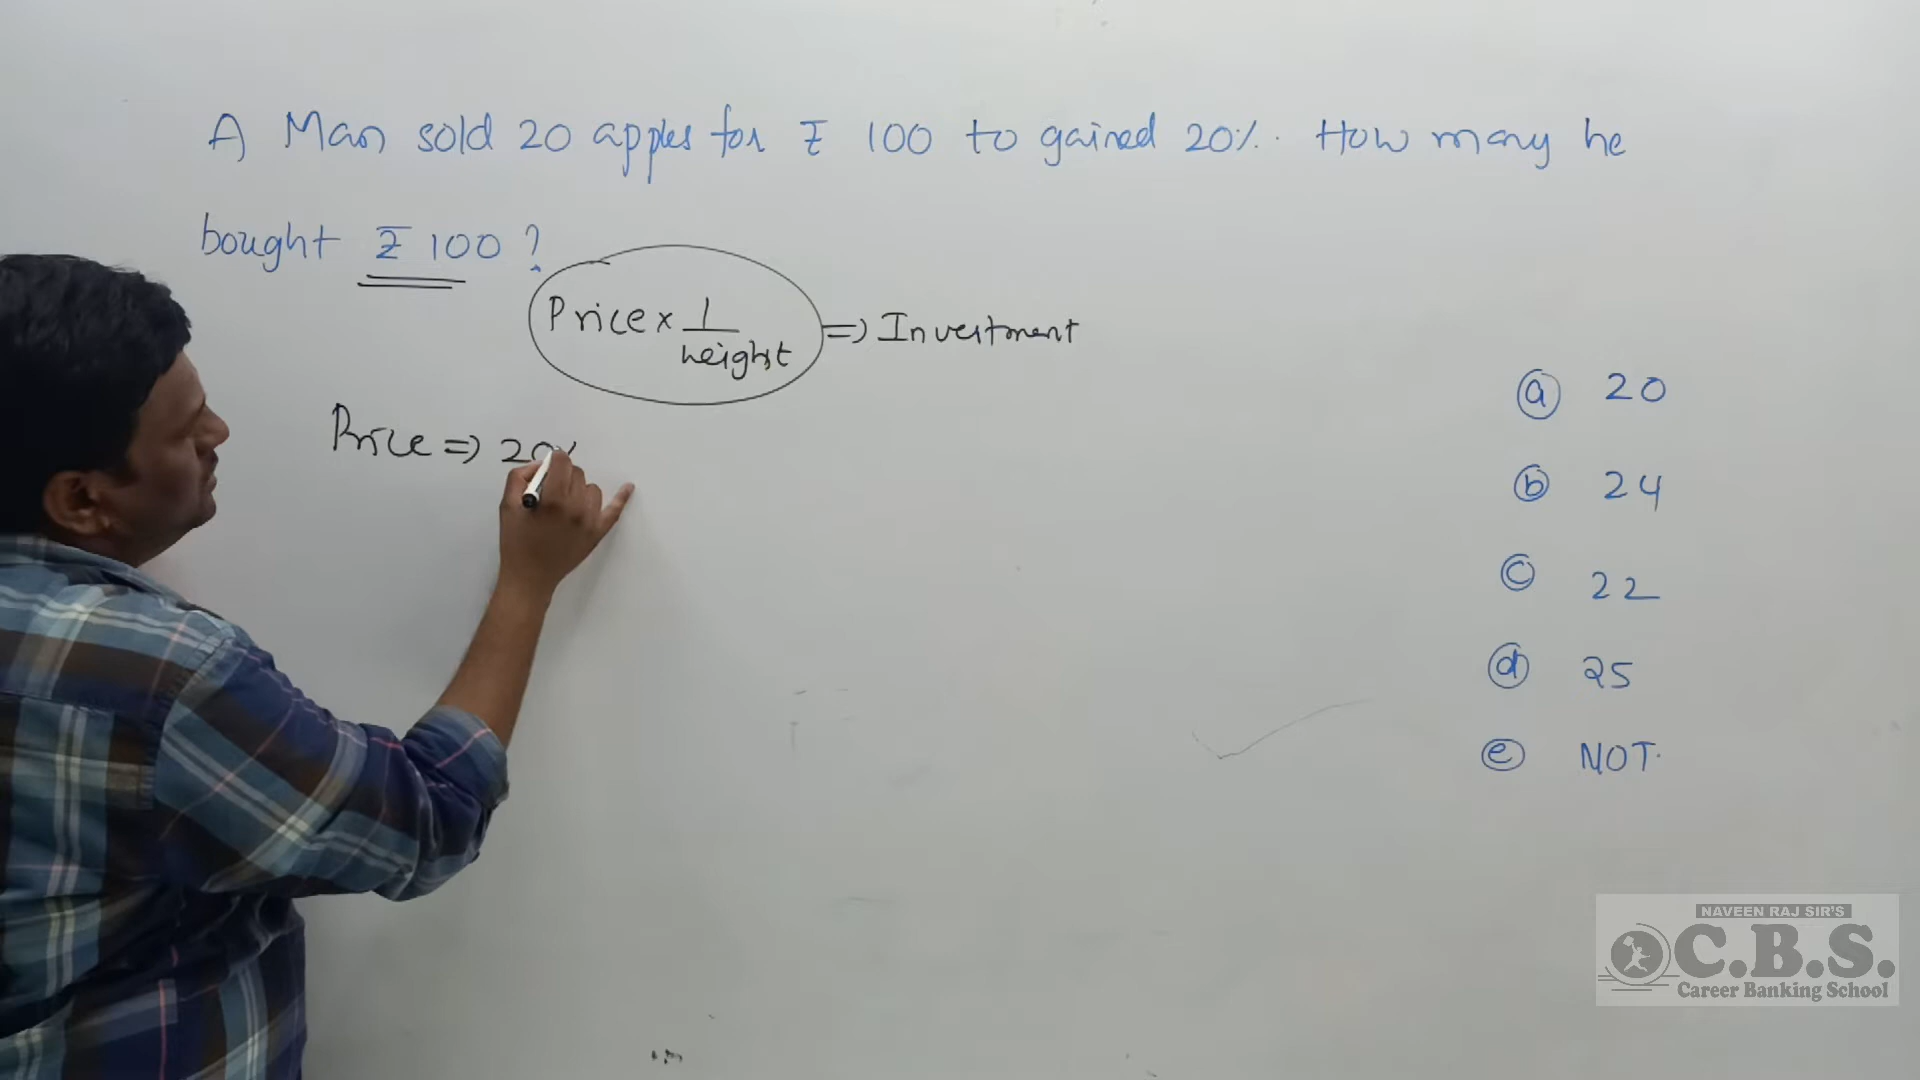 A Man sold 20 apples for ₹ 100 to gained 20%. How many he
bought ₹ 100 ?
Price × 1/weight => Investment
Price => 20%
(a) 20
(b) 24
(c) 22
(d) 25
(e) NOT.
NAVEEN RAJ SIR'S
C.B.S.
Career Banking School